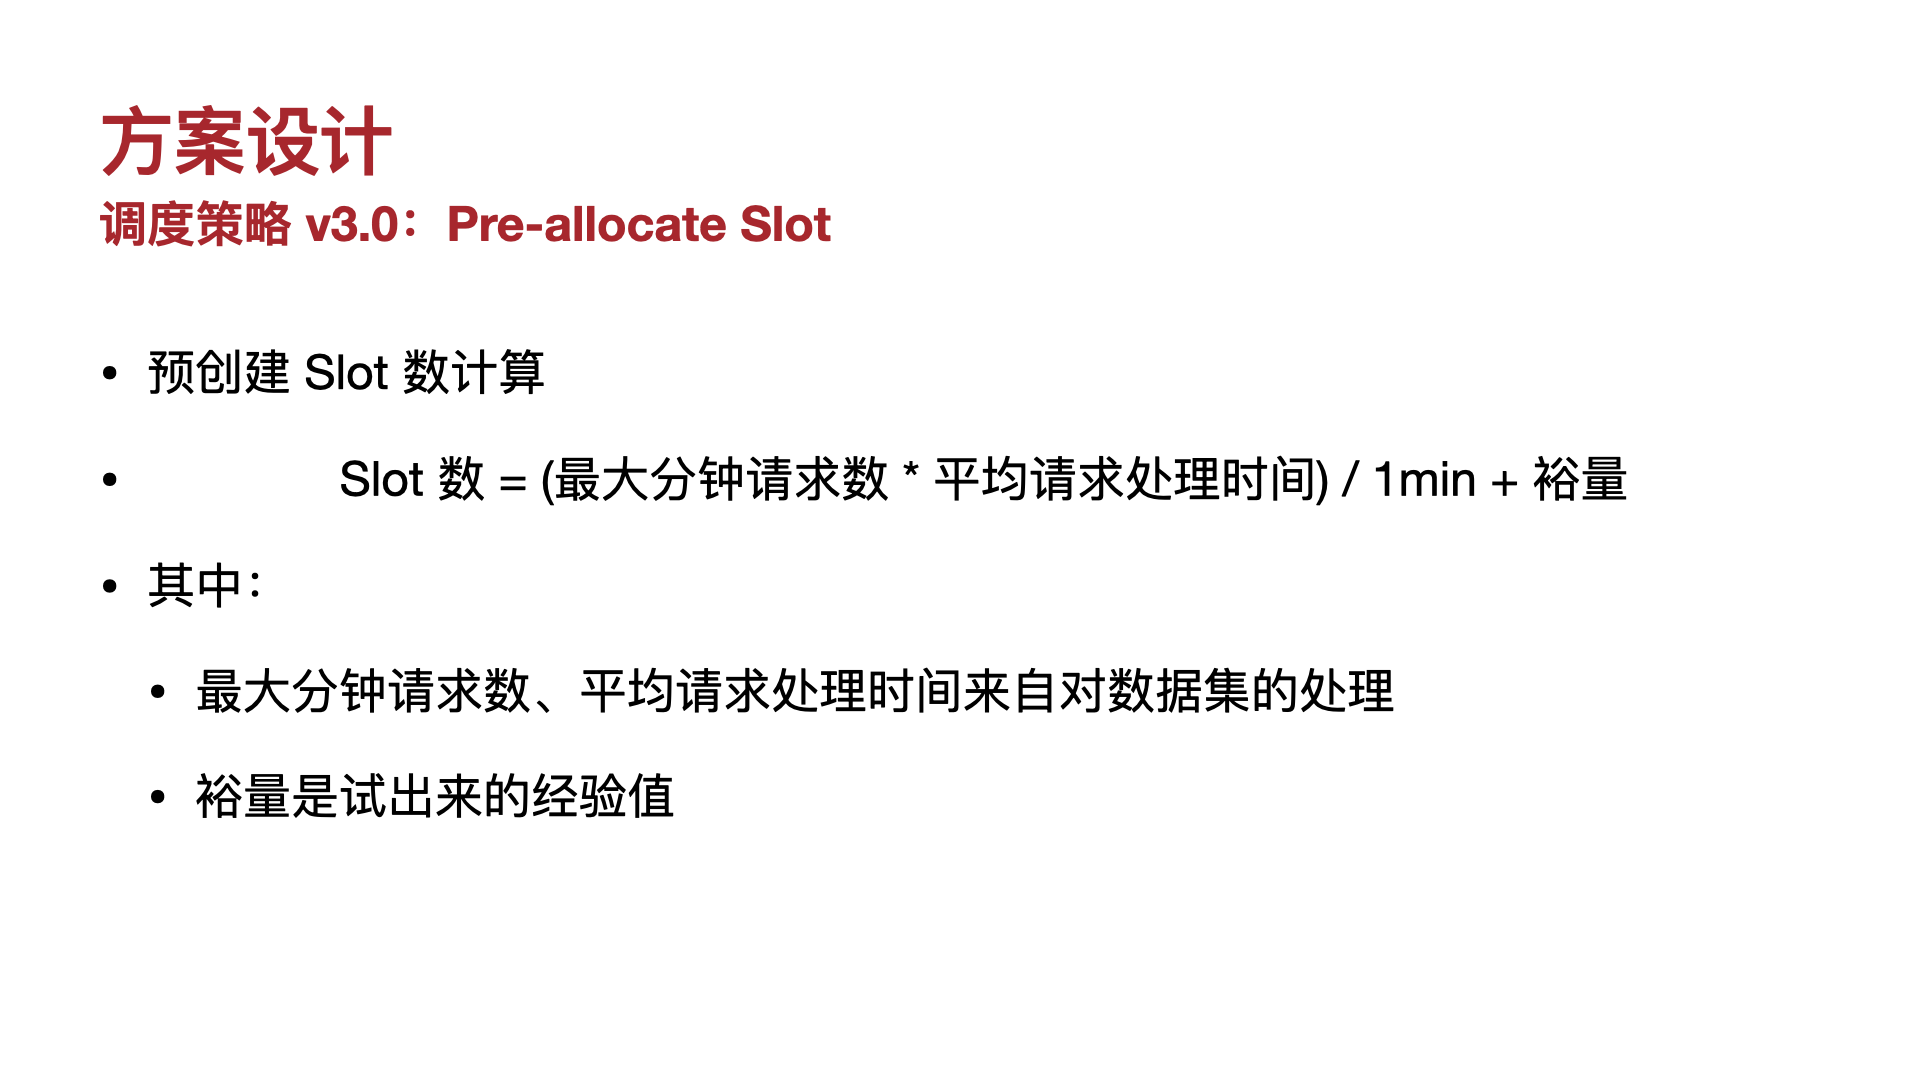 方案设计
调度策略 v3.0：Pre-allocate Slot
• 预创建 Slot 数计算
• Slot 数 = (最大分钟请求数 * 平均请求处理时间) / 1min + 裕量
• 其中：
• 最大分钟请求数、平均请求处理时间来自对数据集的处理
• 裕量是试出来的经验值